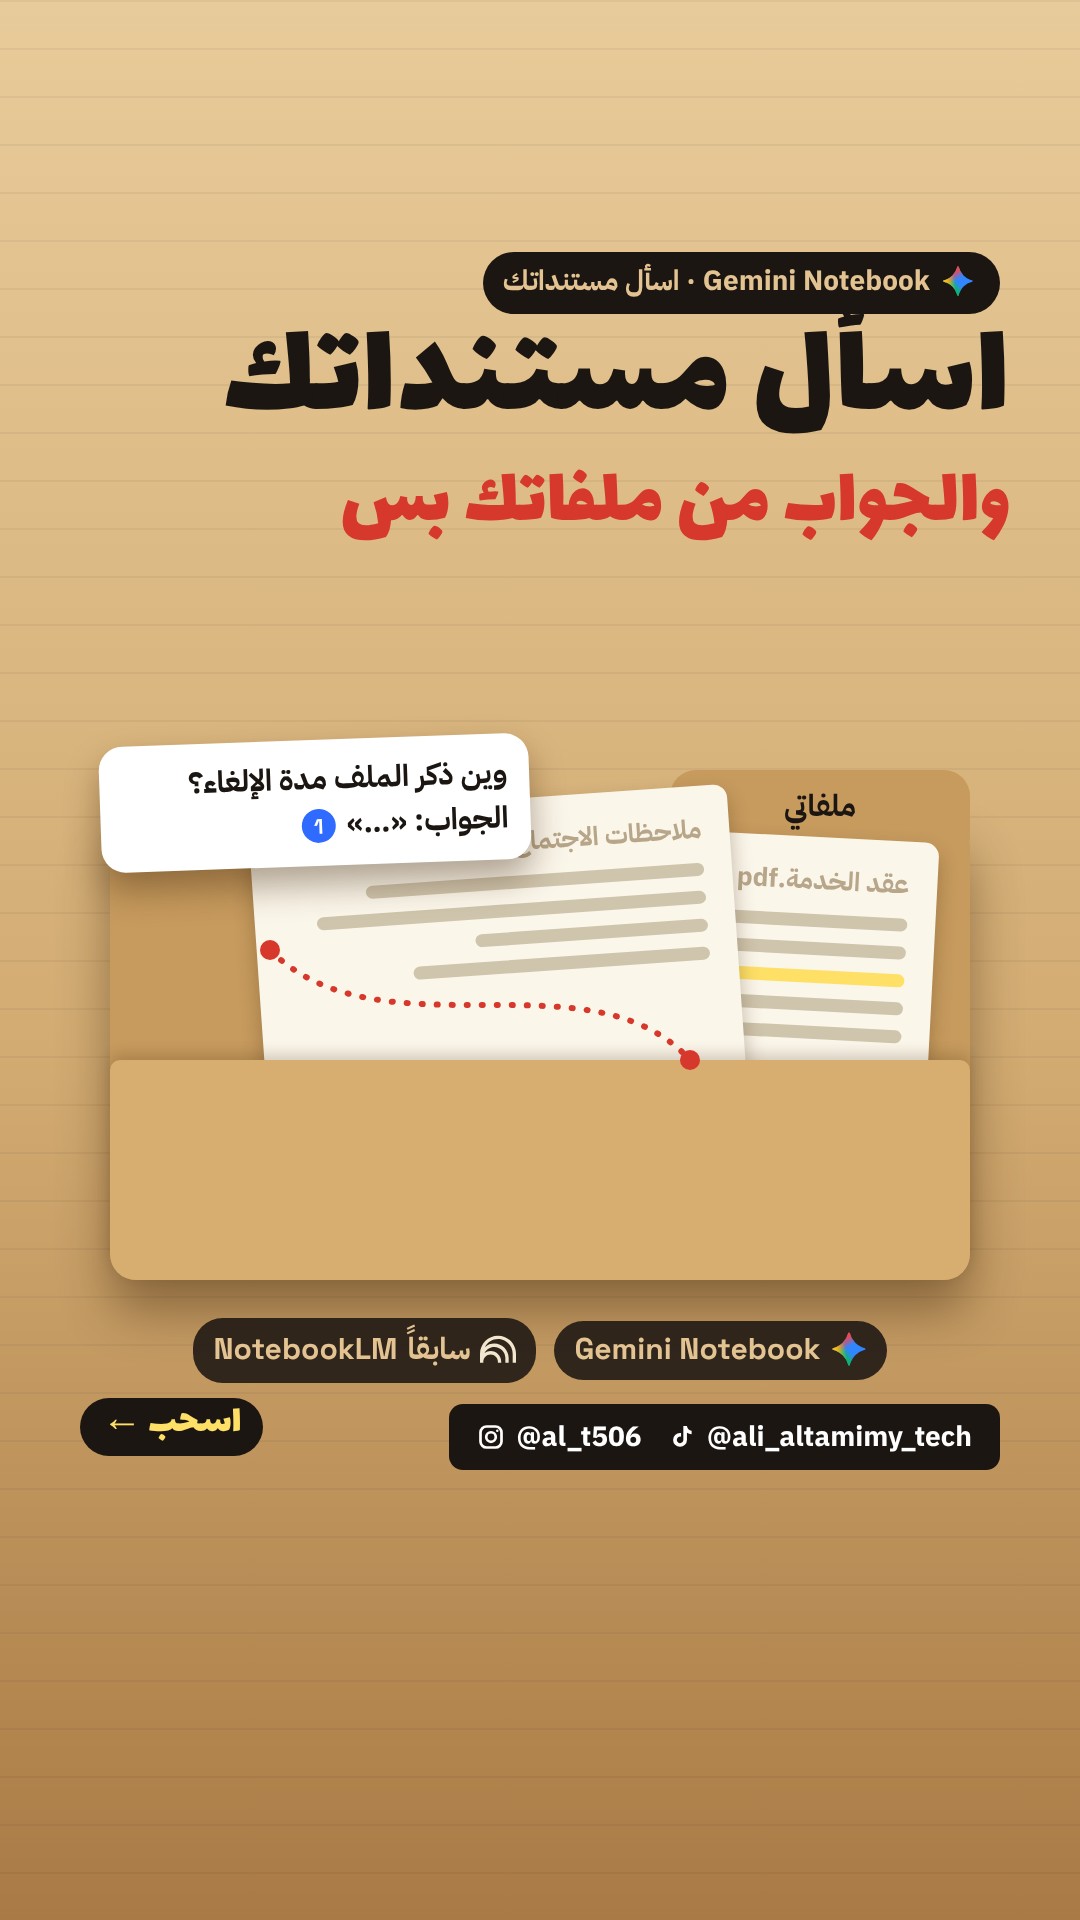 Gemini Notebook · اسأل مستنداتك
اسأل مستنداتك
والجواب من ملفاتك بس
وين ذكر الملف مدة الإلغاء؟
الجواب: «...» ١
ملفاتي
ملاحظات
عقد الخدمة.pdf
Gemini Notebook
NotebookLM سابقاً
@al_t506 @ali_altamimy_tech
اسحب ←